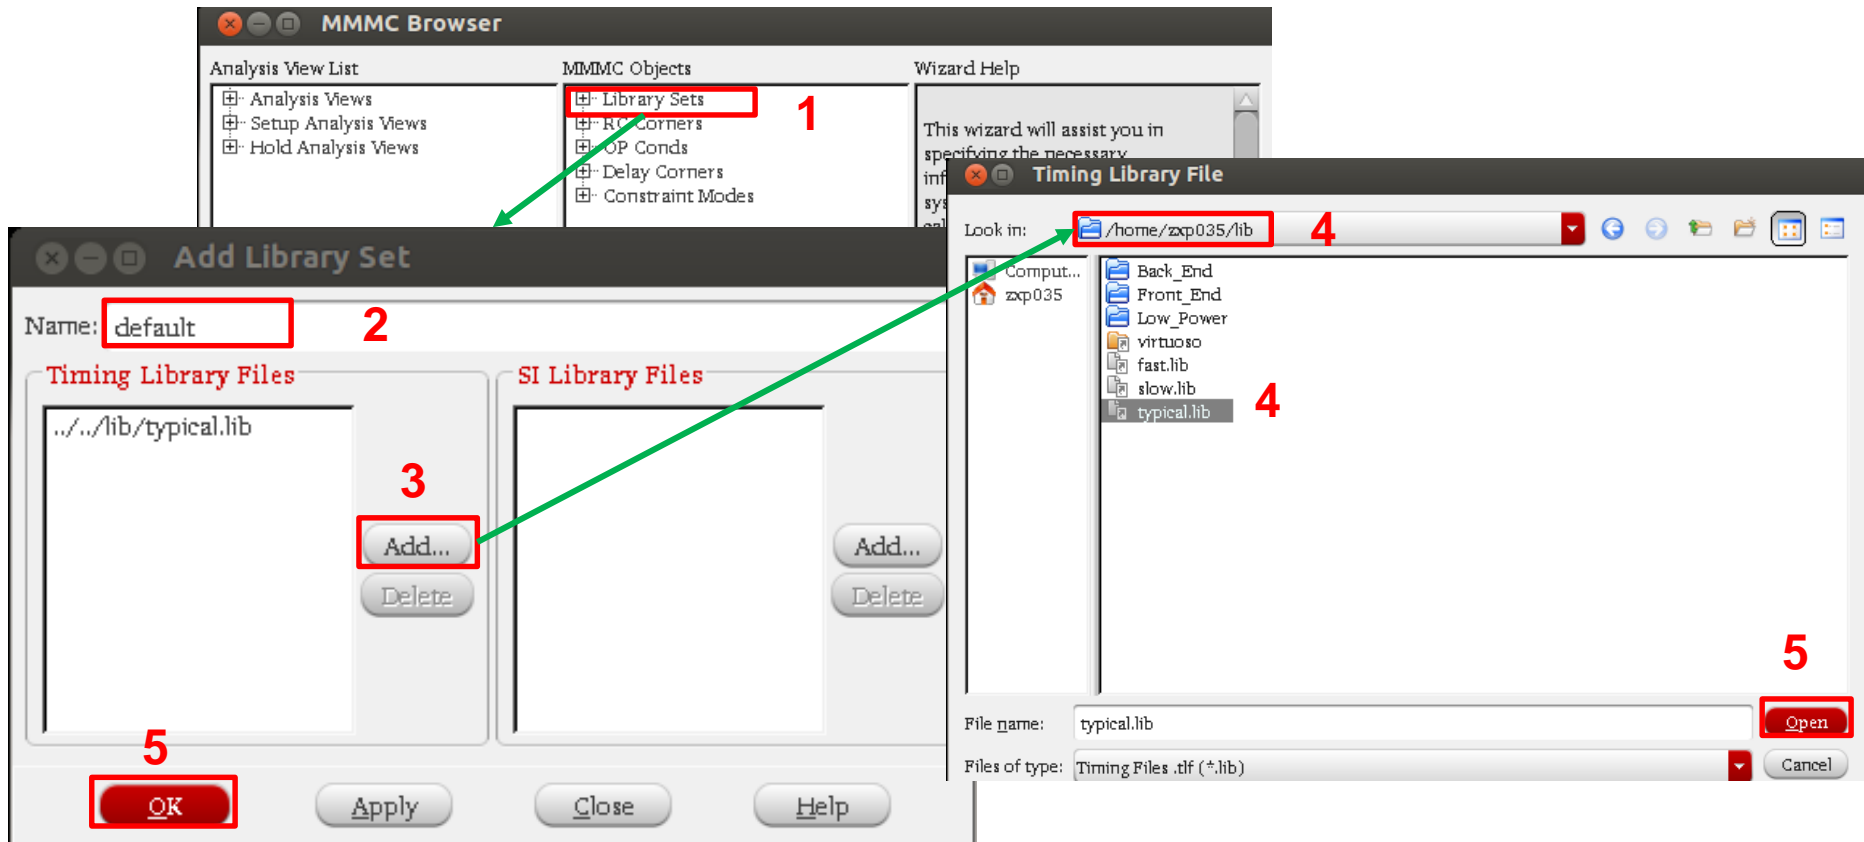 MMMC Browser
Analysis View List
Analysis Views
Setup Analysis Views
Hold Analysis Views
MMMC Objects
Library Sets
RC Corners
OP Conds
Delay Corners
Constraint Modes
1
Wizard Help
This wizard will assist you in
specifying the necessary
inf
sys
Add Library Set
Name: default
2
Timing Library Files
../../lib/typical.lib
3
Add...
Delete
SI Library Files
Add...
Delete
5
OK
Apply
Close
Help
Timing Library File
Look in: /home/zxp035/lib
4
Comput...
zxp035
Back_End
Front_End
Low_Power
virtuoso
fast.lib
slow.lib
typical.lib
4
5
File name: typical.lib
Open
Files of type: Timing Files .tlf (*.lib)
Cancel